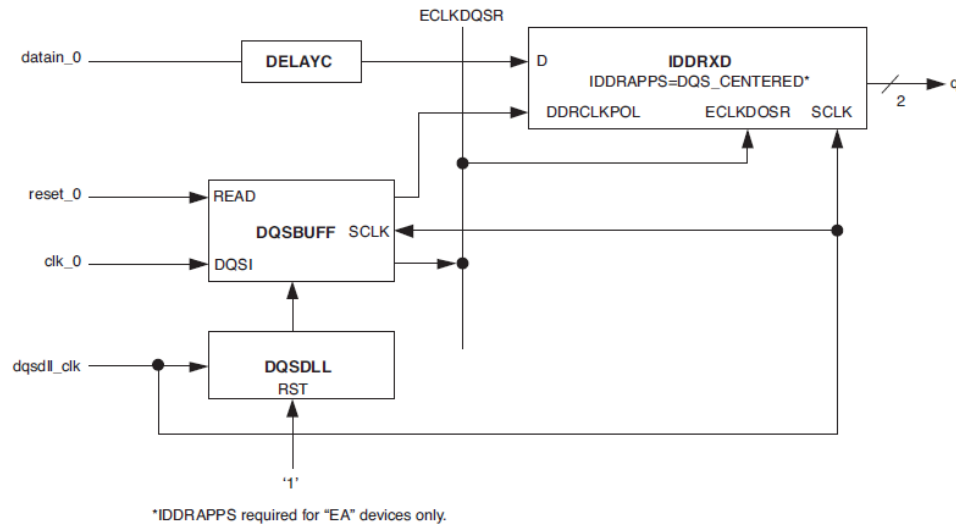 ECLKDQSR
datain_0
DELAYC
D
IDDRXD
IDDRAPPS=DQS_CENTERED*
q
2
DDRCLKPOL
ECLKDOSR
SCLK
reset_0
READ
DQSBUFF
SCLK
clk_0
DQSI
dqsdll_clk
DQSDLL
RST
'1'
*IDDRAPPS required for “EA” devices only.